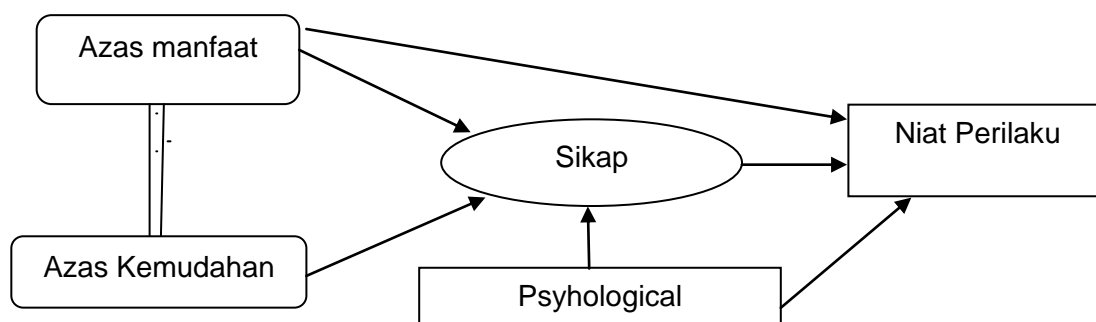 Azas manfaat
Niat Perilaku
Sikap
Azas Kemudahan
Psyhological